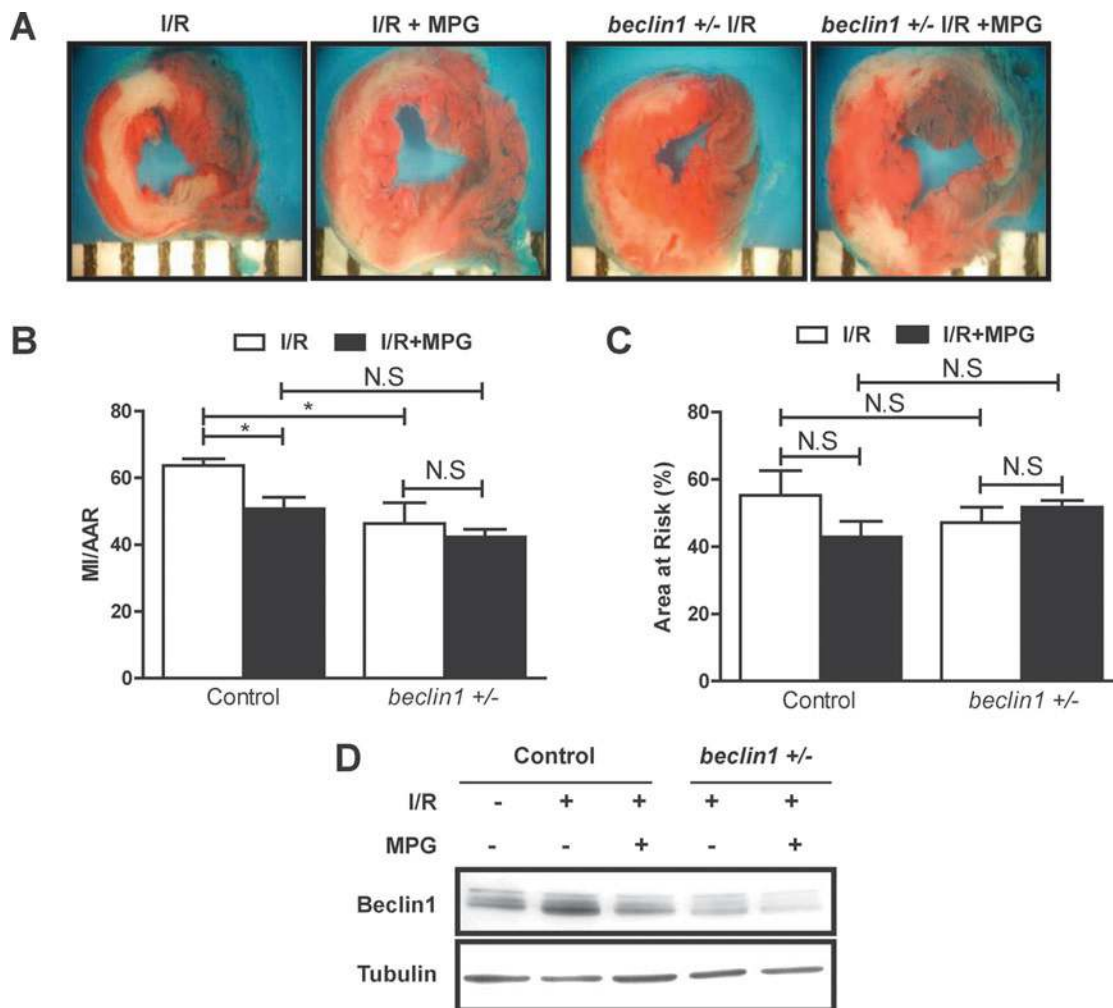 A
I/R
I/R + MPG
beclin1 +/- I/R
beclin1 +/- I/R +MPG
B
I/R
I/R+MPG
N.S
*
*
N.S
80
60
40
20
0
MI/AAR
Control
beclin1 +/-
C
I/R
I/R+MPG
N.S
N.S
N.S
N.S
80
60
40
20
0
Area at Risk (%)
Control
beclin1 +/-
D
Control
beclin1 +/-
I/R - + + + +
MPG - - + - +
Beclin1
Tubulin